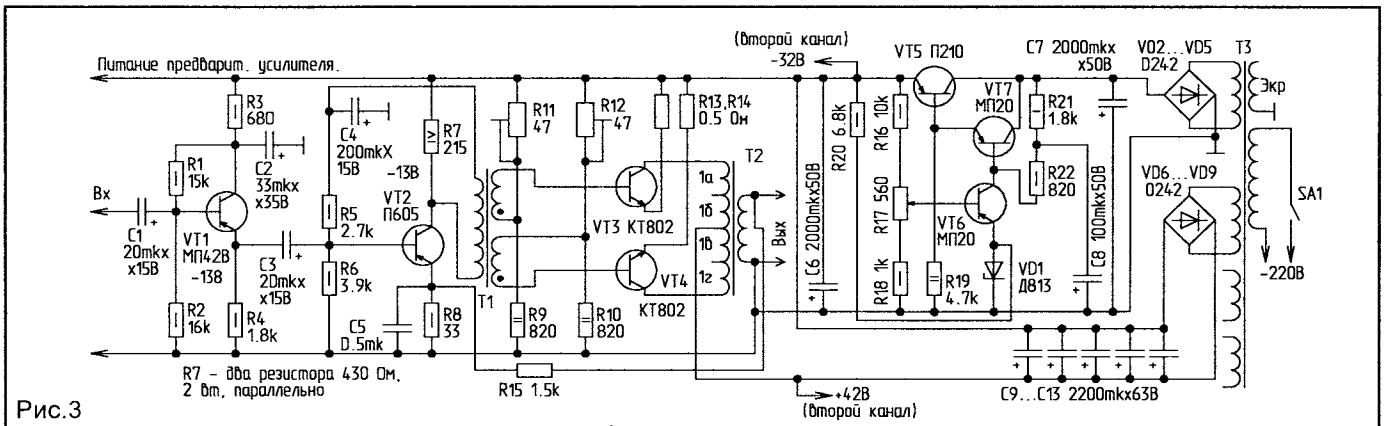 Питание предварит. усилителя.
Вх
C1
20mkx
x15В
R1
15k
R2
16k
R3
680
C2
33mkx
x35В
VT1
МП42В
-13В
R4
1.8k
C3
20mkx
x15В
C4
200mkX
15В
R5
2.7k
R6
3.9k
C5
0.5mk
R7
215
-13В
VT2
П605
R8
33
T1
R11
47
R9
820
R12
47
R10
820
R13,R14
0.5 Ом
VT3 КТ802
VT4
КТ802
R15 1.5k
1а
1б
1в
1г
T2
Вых
(второй канал)
-32В
C6 2000mkx50В
R20 6.8k
R16 10k
R17 560
R18 1k
VT5 П210
VT7
МП20
VT6
МП20
R19
4.7k
VD1
Д813
R21
1.8k
R22
820
C7 2000mkx
x50В
C8 100mkx50В
VD2...VD5
D242
VD6...VD9
D242
T3
Экр
SA1
~220В
C9...C13 2200mkx63В
+42В
(второй канал)
R7 - два резистора 430 Ом,
2 вт, параллельно
Рис.3